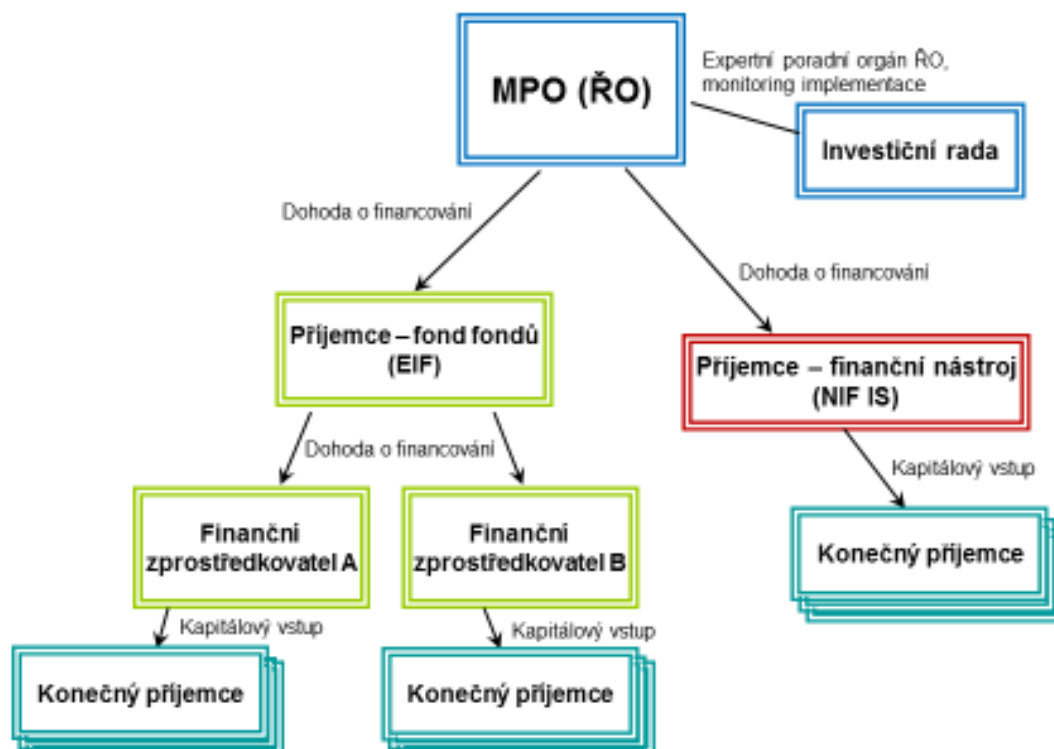 MPO (ŘO)
Expertní poradní orgán ŘO,
monitoring implementace
Investiční rada
Dohoda o financování
Dohoda o financování
Příjemce – fond fondů
(EIF)
Příjemce – finanční nástroj
(NIF IS)
Dohoda o financování
Kapitálový vstup
Finanční
zprostředkovatel A
Finanční
zprostředkovatel B
Konečný příjemce
Kapitálový vstup
Kapitálový vstup
Konečný příjemce
Konečný příjemce